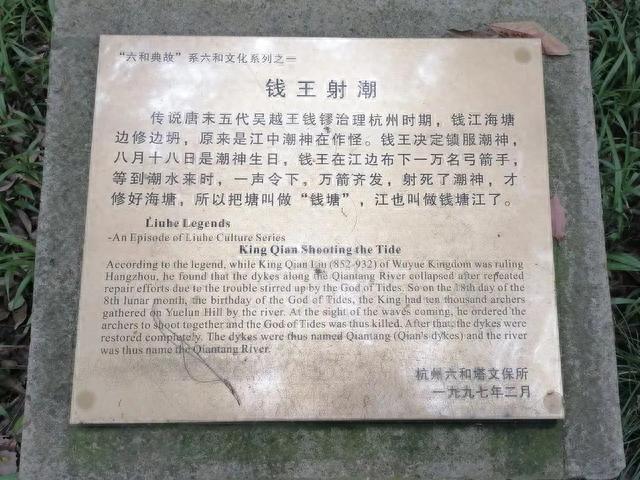 “六和典故”系六和文化系列之一
钱王射潮
传说唐末五代吴越王钱镠治理杭州时期，钱江海塘
边修边坍，原来是江中潮神在作怪。钱王决定镇服潮神，
八月十八日是潮神生日，钱王在江边布下一万名弓箭手，
等到潮水来时，一声令下，万箭齐发，射死了潮神，才
修好海塘，所以把塘叫做“钱塘”，江也叫做钱塘江了。
Liuhe Legends
-An Episode of Liuhe Culture Series
King Qian Shooting the Tide
According to the legend, while King Qian Liu (852-932) of Wuyue Kingdom was ruling
Hangzhou, he found that the dykes along the Qiantang River collapsed after repeated
repair efforts due to the trouble stirred up by the God of Tides. So on the 18th day of the
8th lunar month, the birthday of the God of Tides, the King had ten thousand archers
gathered on Yuelun Hill by the river. At the sight of the waves coming, he ordered the
archers to shoot together and the God of Tides was thus killed. After that, the dykes were
restored completely. The dykes were thus named Qiantang (Qian's dykes) and the river
was thus name the Qiantang River.
杭州六和塔文保所
一九九七年二月